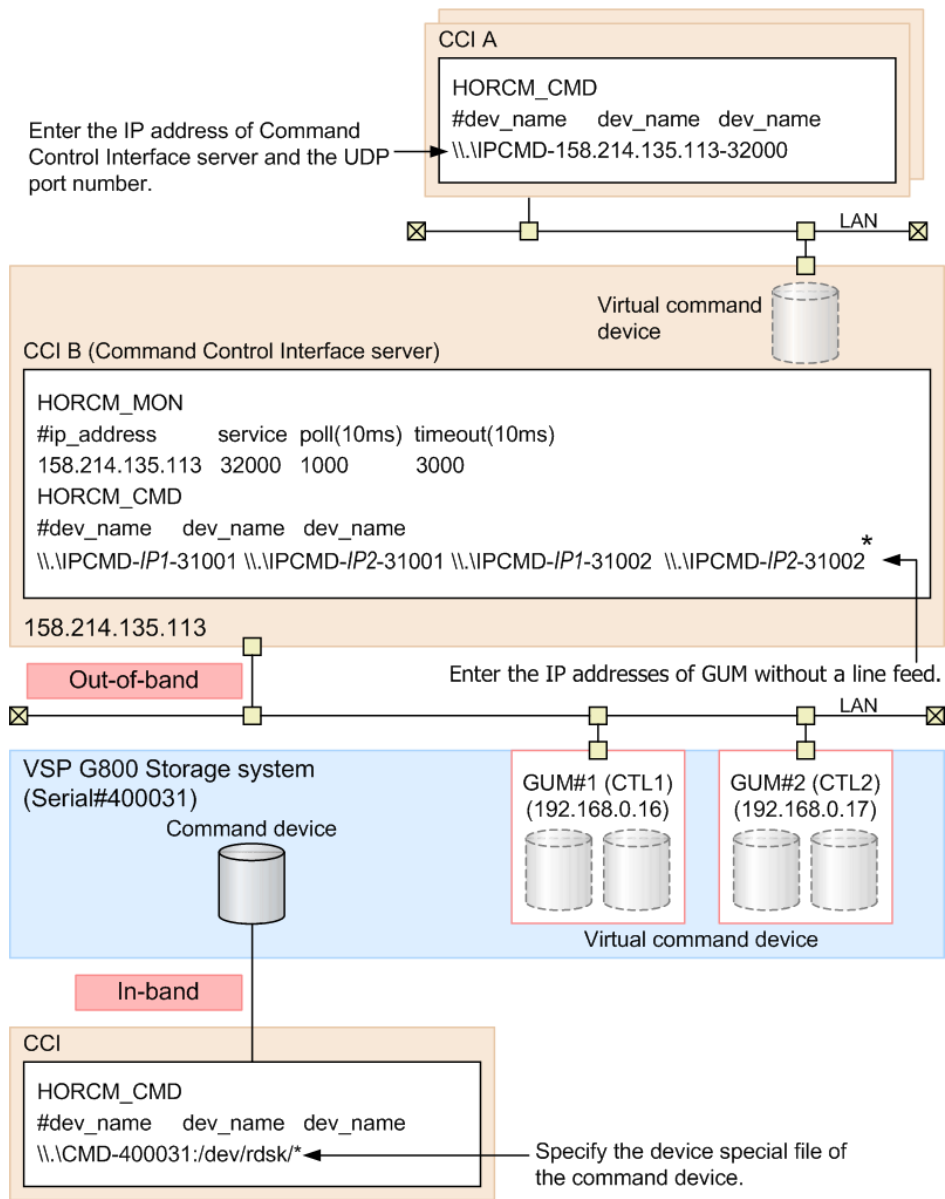 CCI A
HORCM_CMD
#dev_name dev_name dev_name
\\.\IPCMD-158.214.135.113-32000
Enter the IP address of Command
Control Interface server and the UDP
port number.
LAN
Virtual command
device
CCI B (Command Control Interface server)
HORCM_MON
#ip_address service poll(10ms) timeout(10ms)
158.214.135.113 32000 1000 3000
HORCM_CMD
#dev_name dev_name dev_name
\\.\IPCMD-IP1-31001 \\.\IPCMD-IP2-31001 \\.\IPCMD-IP1-31002 \\.\IPCMD-IP2-31002*
158.214.135.113
Enter the IP addresses of GUM without a line feed.
Out-of-band
LAN
VSP G800 Storage system
(Serial#400031)
Command device
GUM#1 (CTL1)
(192.168.0.16)
GUM#2 (CTL2)
(192.168.0.17)
Virtual command device
In-band
CCI
HORCM_CMD
#dev_name dev_name dev_name
\\.\CMD-400031:/dev/rdsk/*
Specify the device special file of
the command device.